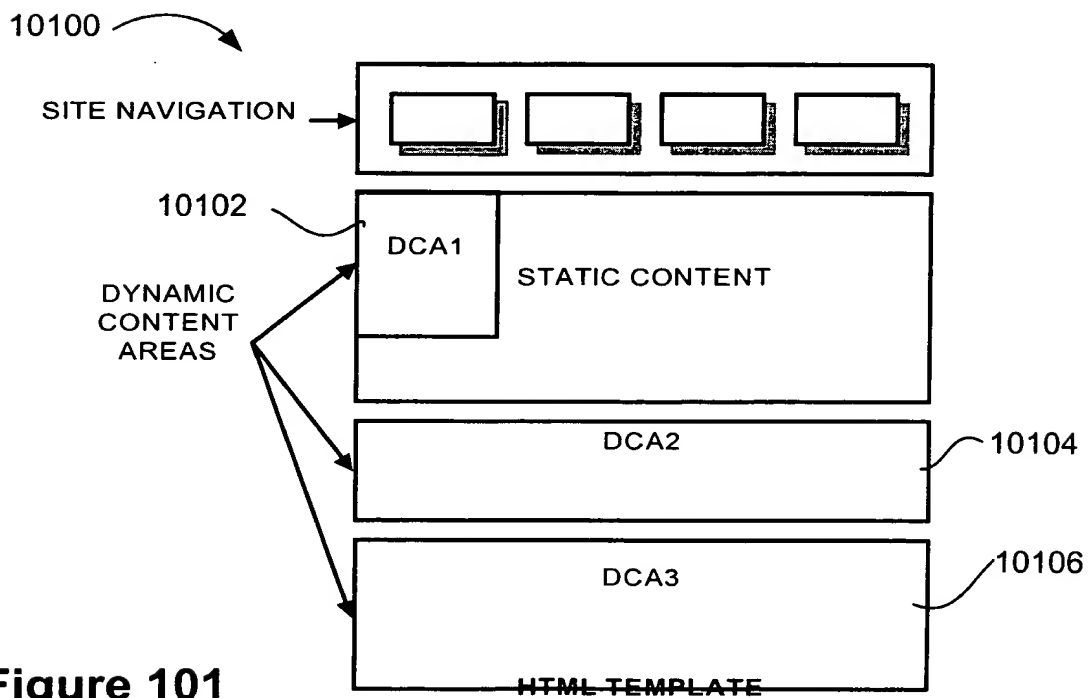 10100
SITE NAVIGATION
10102
DCA1
STATIC CONTENT
DYNAMIC
CONTENT
AREAS
DCA2
10104
DCA3
10106
HTML TEMPLATE
Figure 101